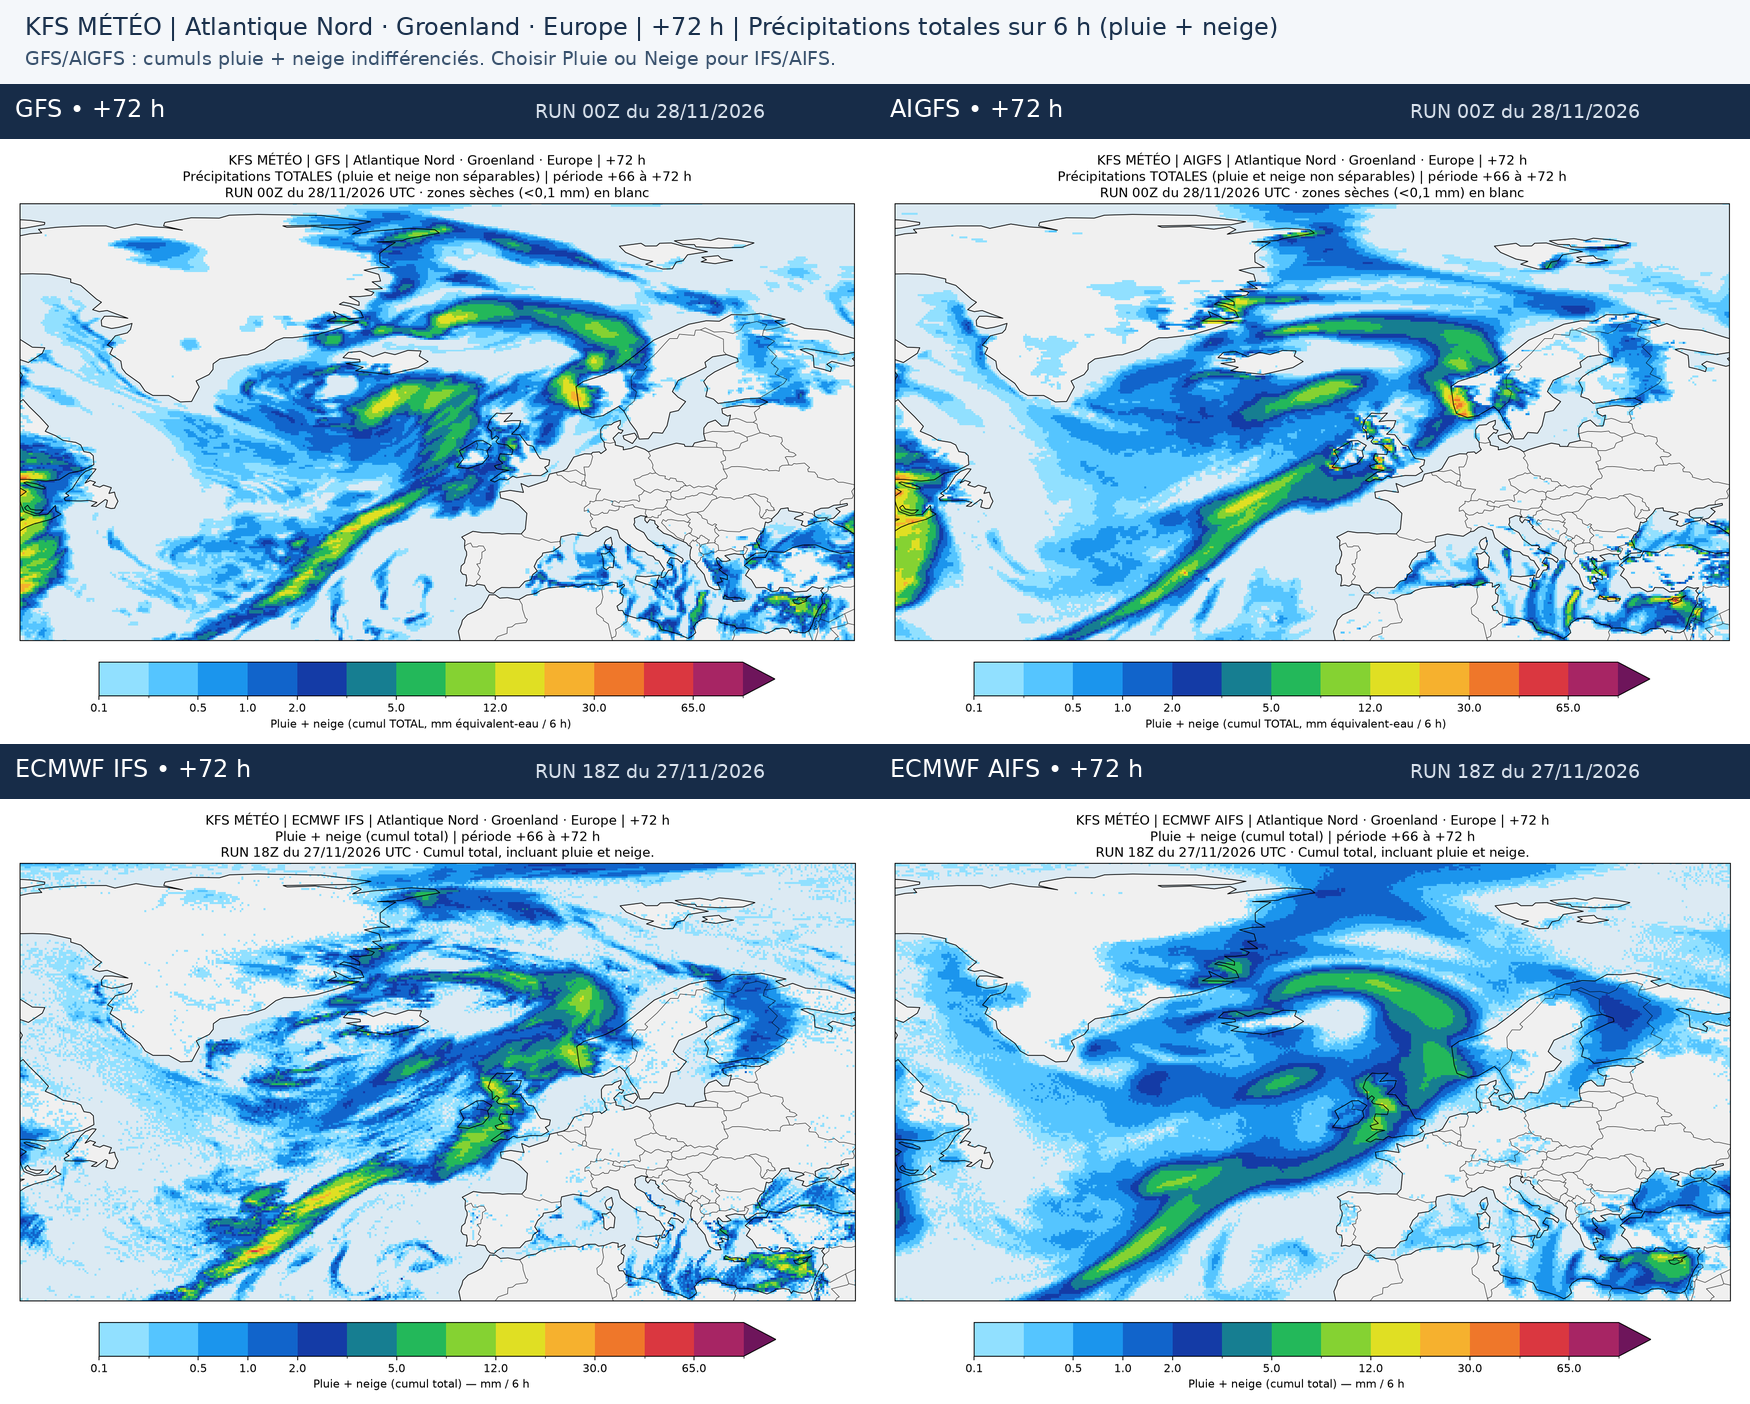 KFS MÉTÉO | Atlantique Nord · Groenland · Europe | +72 h | Précipitations totales sur 6 h (pluie + neige)
GFS/AIGFS : cumuls pluie + neige indifférenciés. Choisir Pluie ou Neige pour IFS/AIFS.
GFS • +72 h RUN 00Z du 28/11/2026
AIGFS • +72 h RUN 00Z du 28/11/2026
KFS MÉTÉO | GFS | Atlantique Nord · Groenland · Europe | +72 h
Précipitations TOTALES (pluie et neige non séparables) | période +66 à +72 h
RUN 00Z du 28/11/2026 UTC · zones sèches (<0,1 mm) en blanc
KFS MÉTÉO | AIGFS | Atlantique Nord · Groenland · Europe | +72 h
Précipitations TOTALES (pluie et neige non séparables) | période +66 à +72 h
RUN 00Z du 28/11/2026 UTC · zones sèches (<0,1 mm) en blanc
0.1 0.5 1.0 2.0 5.0 12.0 30.0 65.0
Pluie + neige (cumul TOTAL, mm équivalent-eau / 6 h)
0.1 0.5 1.0 2.0 5.0 12.0 30.0 65.0
Pluie + neige (cumul TOTAL, mm équivalent-eau / 6 h)
ECMWF IFS • +72 h RUN 18Z du 27/11/2026
ECMWF AIFS • +72 h RUN 18Z du 27/11/2026
KFS MÉTÉO | ECMWF IFS | Atlantique Nord · Groenland · Europe | +72 h
Pluie + neige (cumul total) | période +66 à +72 h
RUN 18Z du 27/11/2026 UTC · Cumul total, incluant pluie et neige.
KFS MÉTÉO | ECMWF AIFS | Atlantique Nord · Groenland · Europe | +72 h
Pluie + neige (cumul total) | période +66 à +72 h
RUN 18Z du 27/11/2026 UTC · Cumul total, incluant pluie et neige.
0.1 0.5 1.0 2.0 5.0 12.0 30.0 65.0
Pluie + neige (cumul total) — mm / 6 h
0.1 0.5 1.0 2.0 5.0 12.0 30.0 65.0
Pluie + neige (cumul total) — mm / 6 h